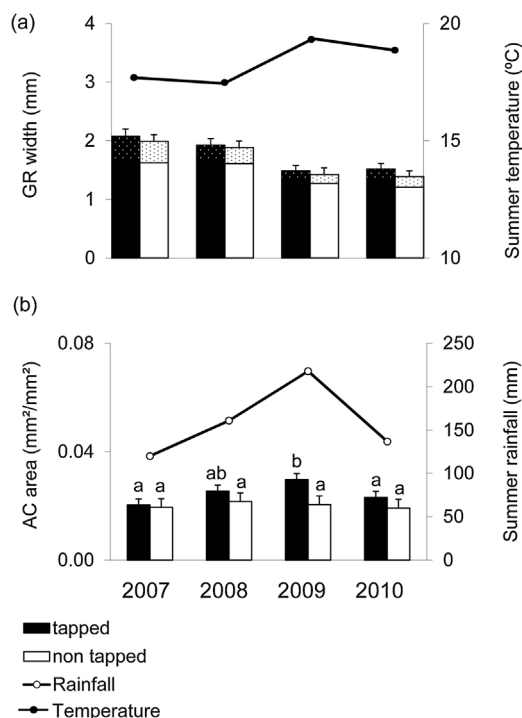 (a)
4
3
2
1
0
GR width (mm)
20
15
10
Summer temperature (ºC)
(b)
0.08
0.04
0.00
AC area (mm²/mm²)
250
200
150
100
50
0
Summer rainfall (mm)
a a ab a b a a a
2007 2008 2009 2010
tapped
non tapped
Rainfall
Temperature